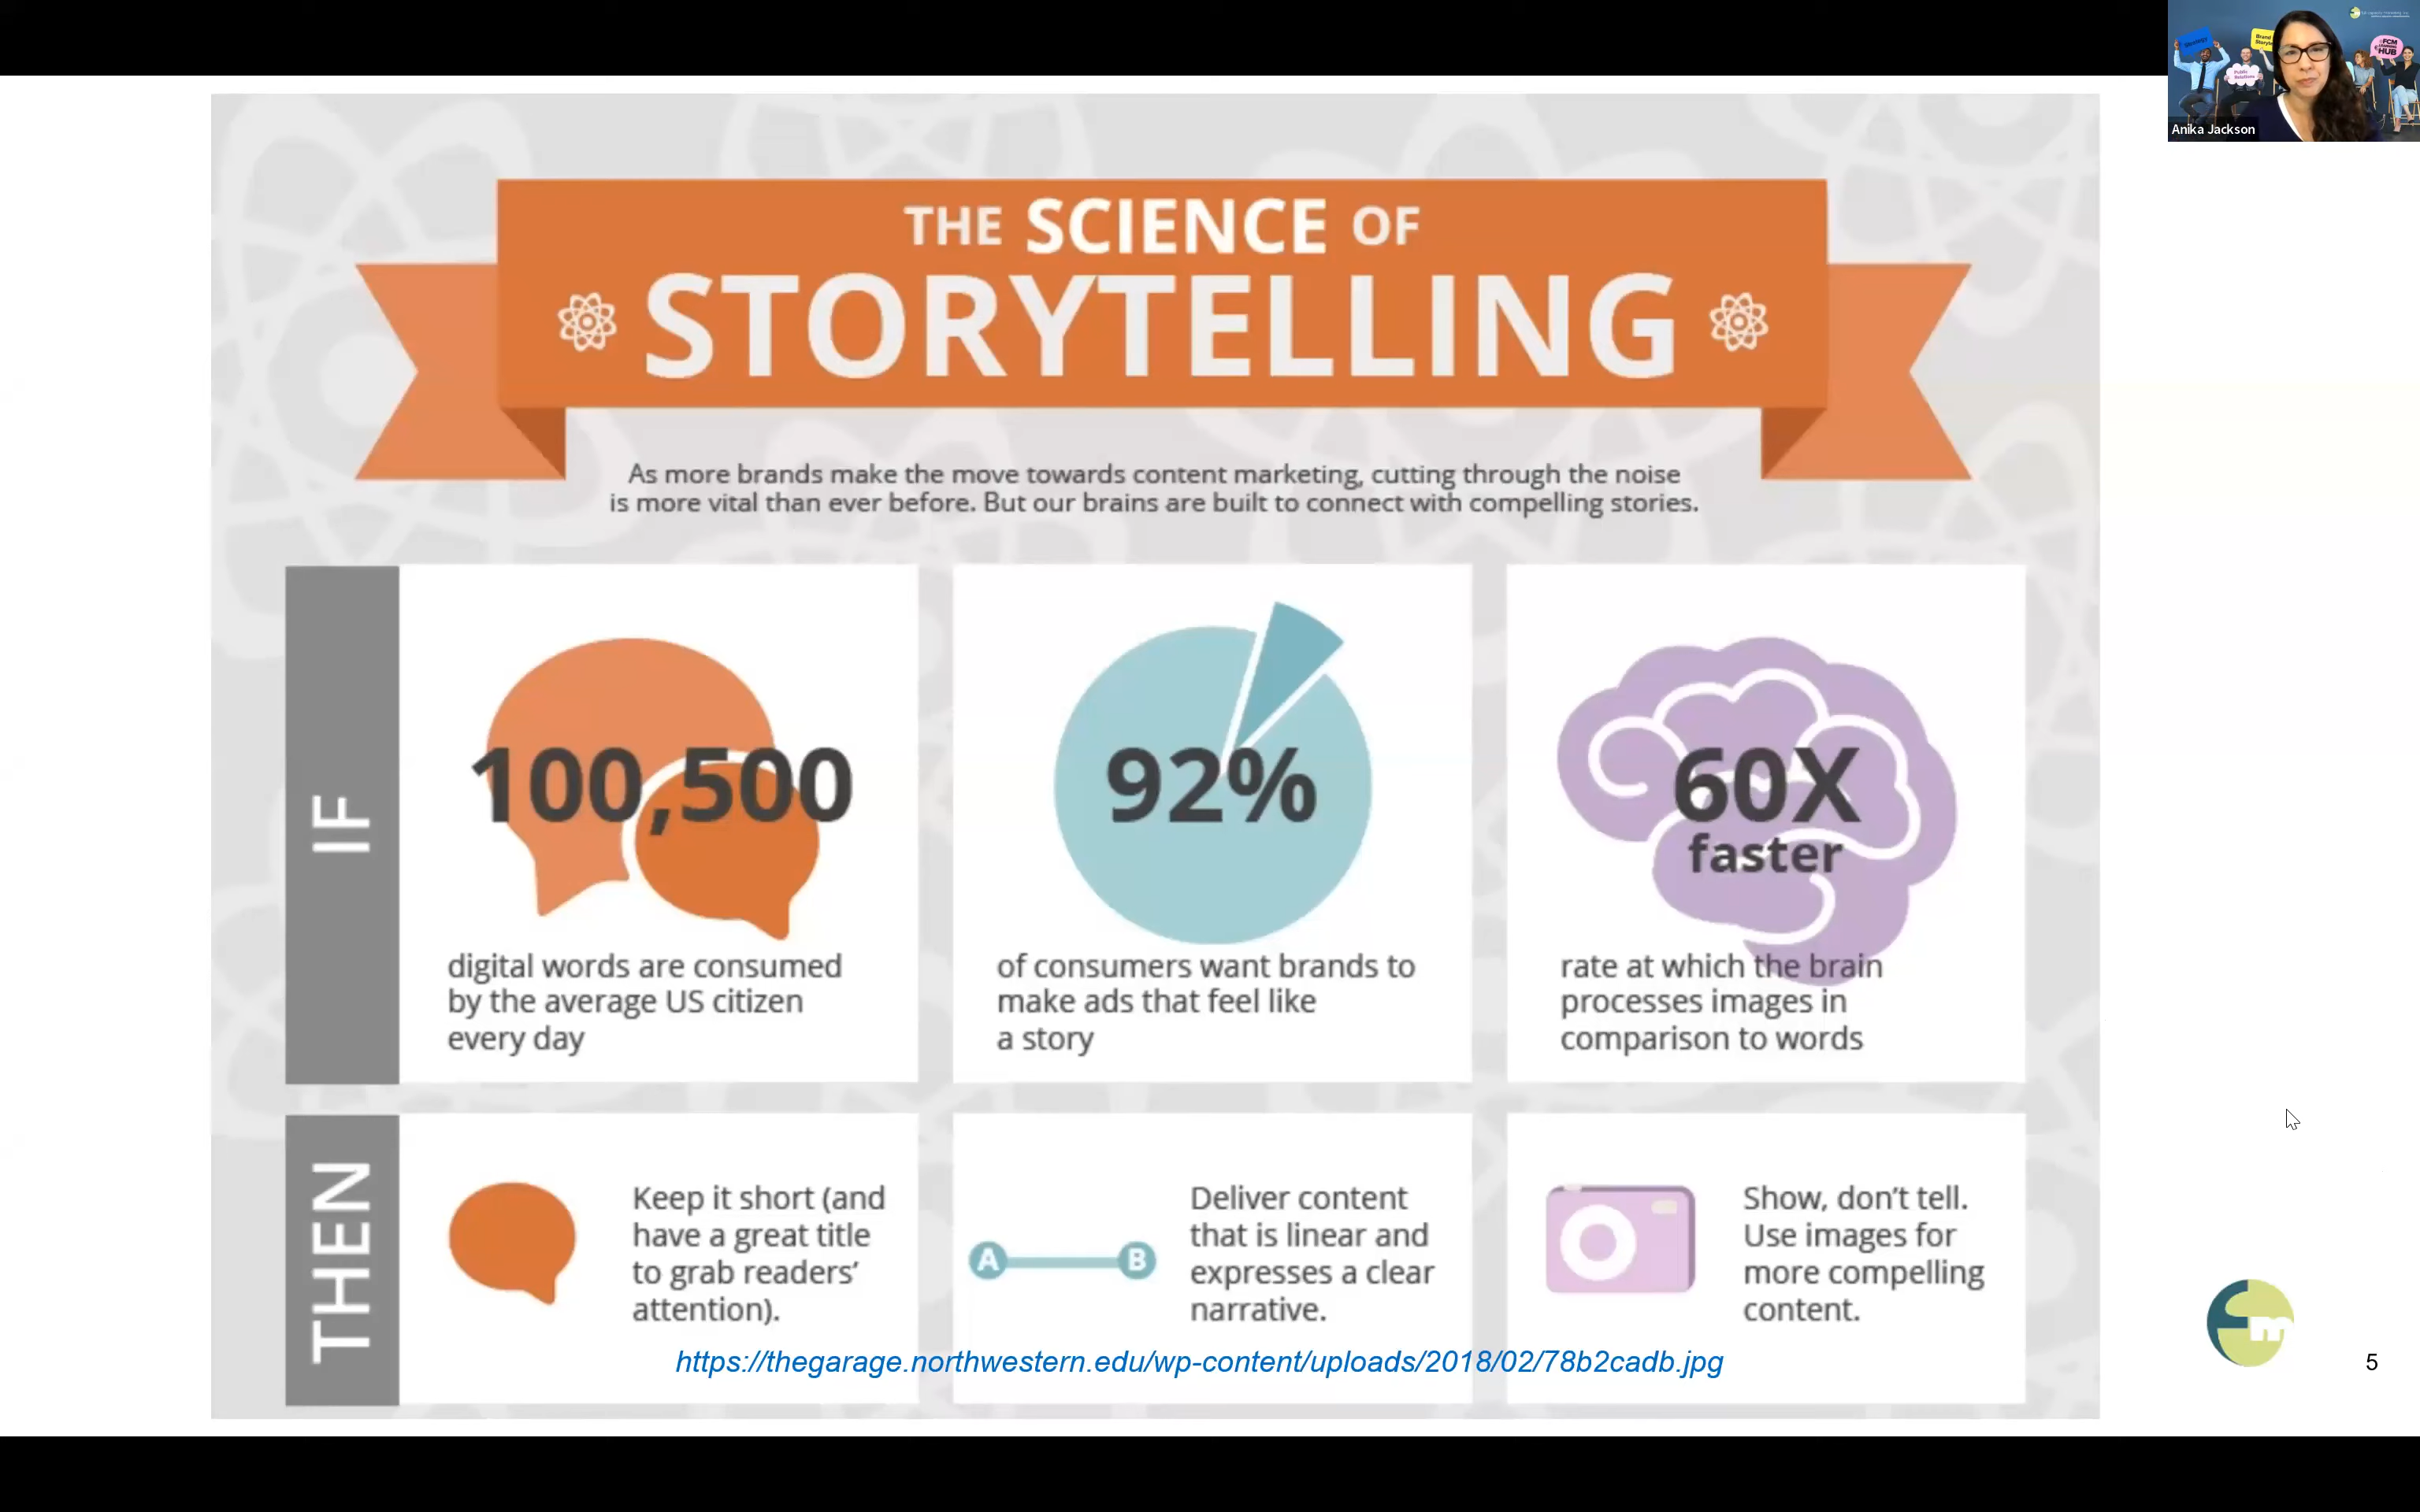 THE SCIENCE OF
STORYTELLING
As more brands make the move towards content marketing, cutting through the noise
is more vital than ever before. But our brains are built to connect with compelling stories.
IF
100,500
digital words are consumed
by the average US citizen
every day
92%
of consumers want brands to
make ads that feel like
a story
60X
faster
rate at which the brain
processes images in
comparison to words
THEN
Keep it short (and
have a great title
to grab readers’
attention).
A
B
Deliver content
that is linear and
expresses a clear
narrative.
Show, don’t tell.
Use images for
more compelling
content.
https://thegarage.northwestern.edu/wp-content/uploads/2018/02/78b2cadb.jpg
m
5
Brand
Public
Relations
FCM
HUB
Anika Jackson